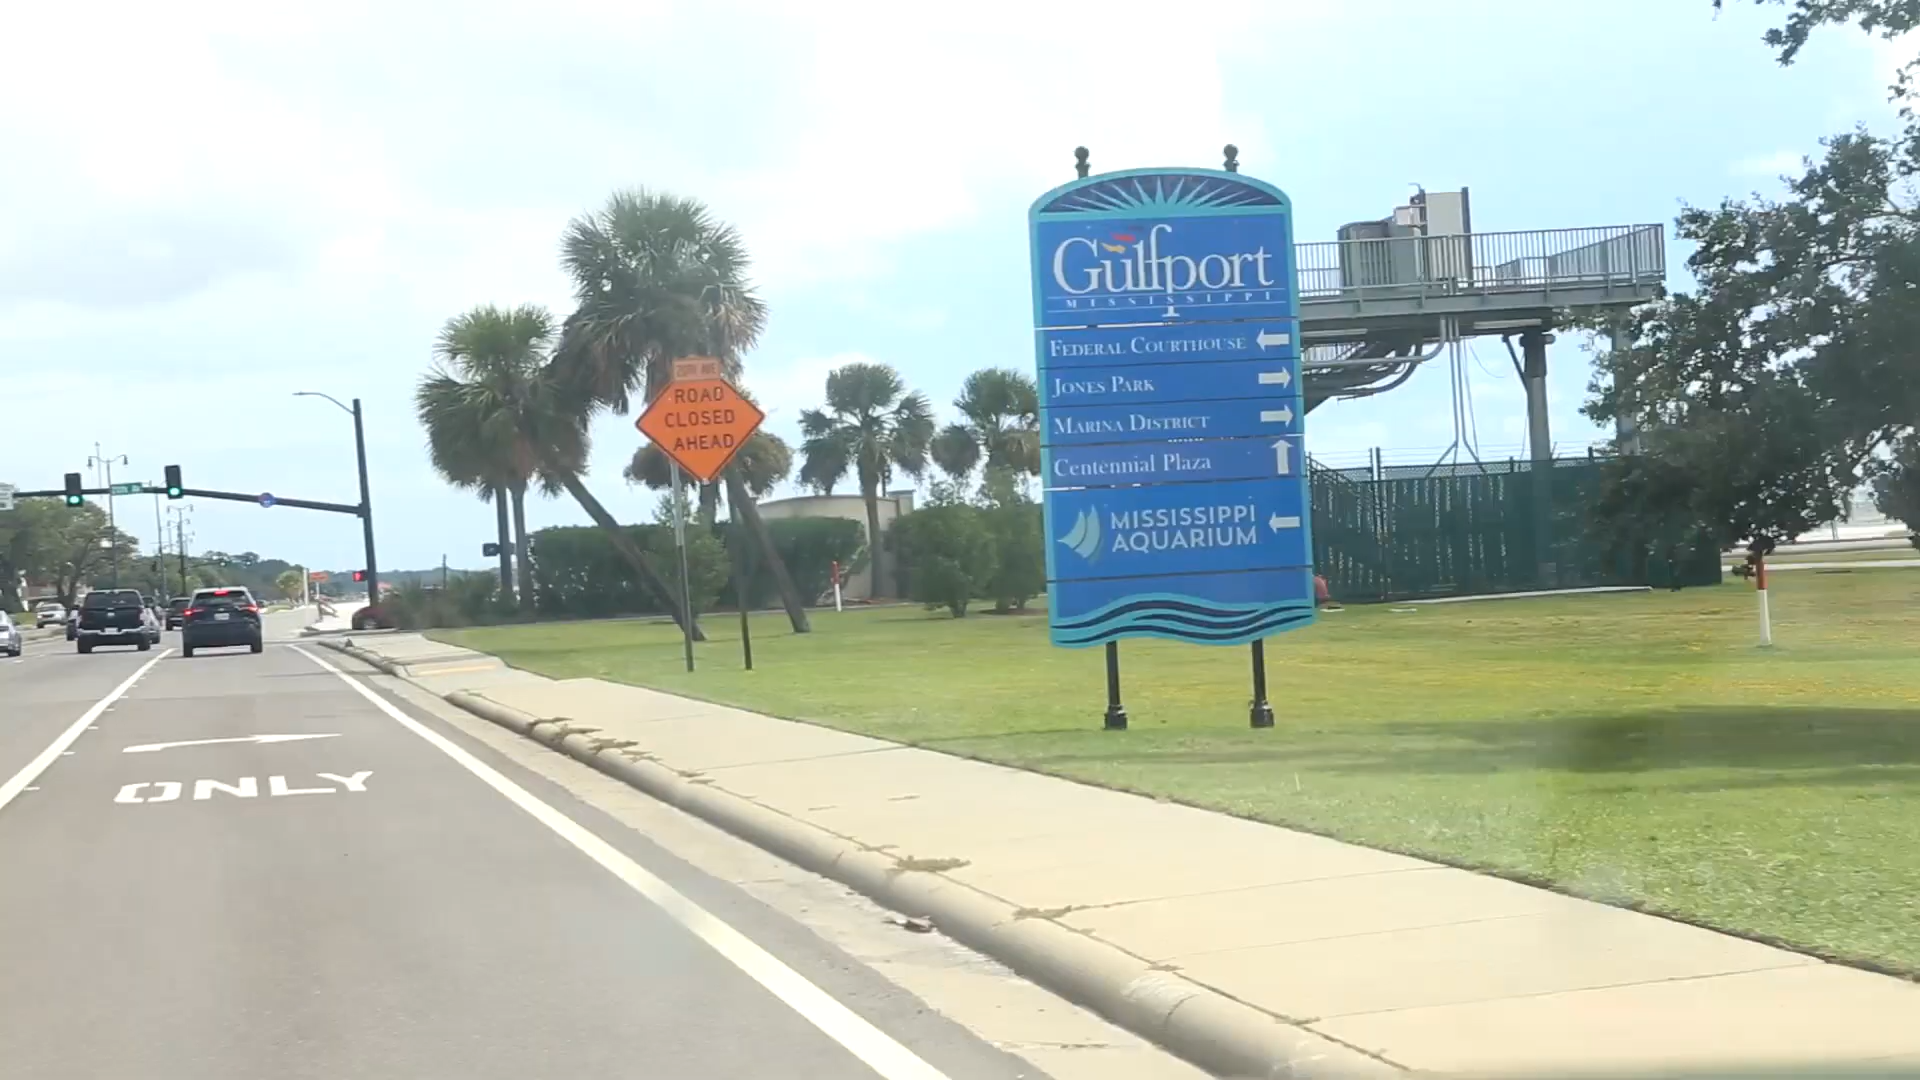 Gulfport
MISSISSIPPI
FEDERAL COURTHOUSE
JONES PARK
MARINA DISTRICT
Centennial Plaza
MISSISSIPPI
AQUARIUM
ROAD
CLOSED
AHEAD
ONLY